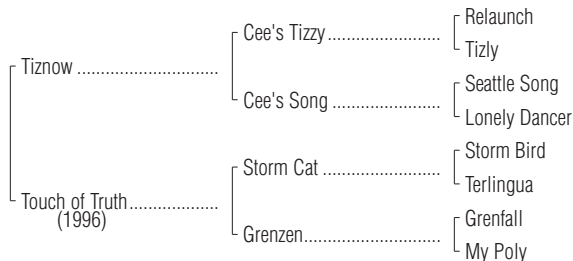 Relaunch
Cee's Tizzy
Tizly
Tiznow
Seattle Song
Cee's Song
Lonely Dancer
Storm Bird
Storm Cat
Terlingua
Touch of Truth
(1996)
Grenfall
Grenzen
My Poly